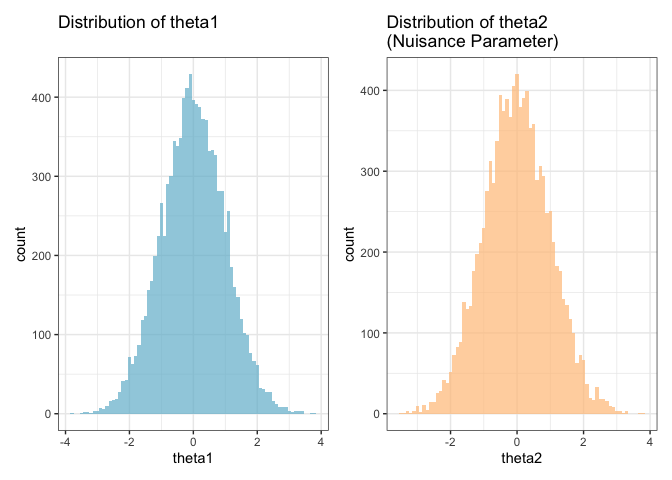 Distribution of theta1
count
400
300
200
100
0
-4
-2
0
2
4
theta1
Distribution of theta2
(Nuisance Parameter)
count
400
300
200
100
0
-2
0
2
4
theta2